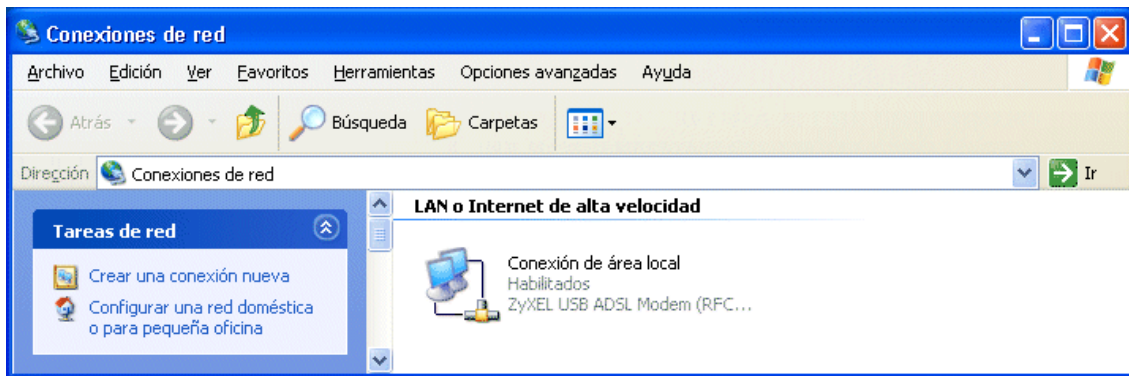 Conexiones de red
Archivo Edición Ver Favoritos Herramientas Opciones avanzadas Ayuda
Atrás Búsqueda Carpetas
Dirección Conexiones de red Ir
LAN o Internet de alta velocidad
Tareas de red
Crear una conexión nueva
Configurar una red doméstica
o para pequeña oficina
Conexión de área local
Habilitados
ZyXEL USB ADSL Modem (RFC...